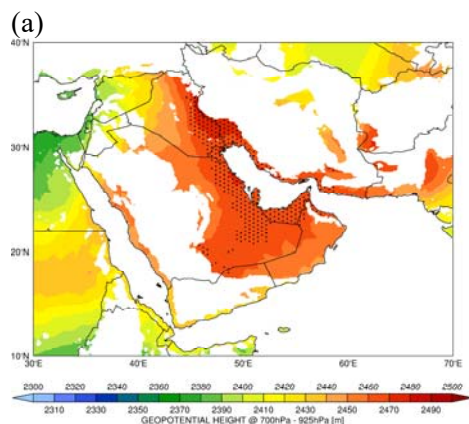 (a)
40°N
30°N
20°N
10°N
30°E 40°E 50°E 60°E 70°E
2300 2320 2340 2360 2380 2400 2420 2440 2460 2480 2500
2310 2330 2350 2370 2390 2410 2430 2450 2470 2490
GEOPOTENTIAL HEIGHT @ 700hPa - 925hPa [m]